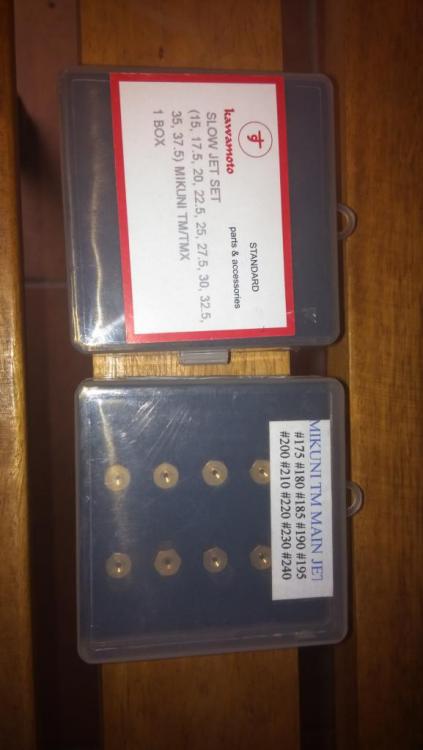 す
kawamoto
STANDARD
parts & accessories
SLOW JET SET
(15, 17.5, 20, 22.5, 25, 27.5, 30, 32.5,
35, 37.5) MIKUNI TM/TMX
1 BOX
MIKUNI TM MAIN JET
#175 #180 #185 #190 #195
#200 #210 #220 #230 #240